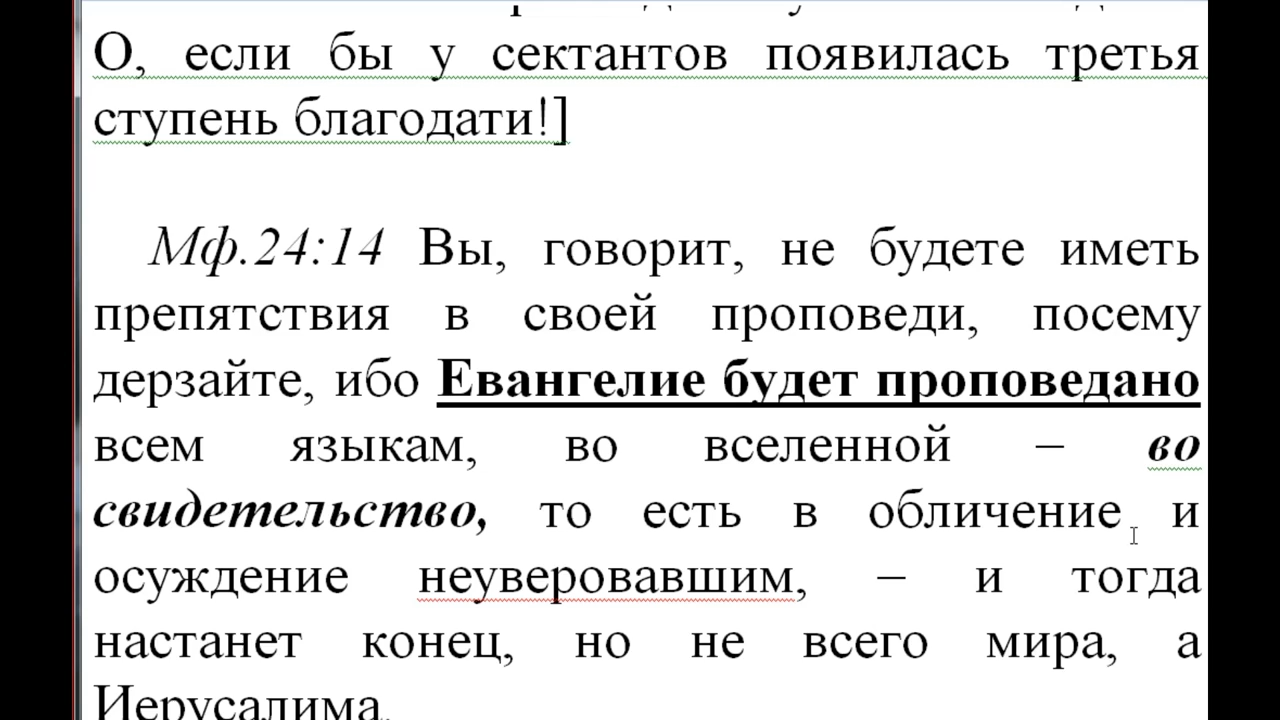 О, если бы у сектантов появилась третья
ступень благодати!]
Мф.24:14 Вы, говорит, не будете иметь
препятствия в своей проповеди, посему
дерзайте, ибо Евангелие будет проповедано
всем языкам, во вселенной – во
свидетельство, то есть в обличение и
осуждение неуверовавшим, – и тогда
настанет конец, но не всего мира, а
Иерусалима.